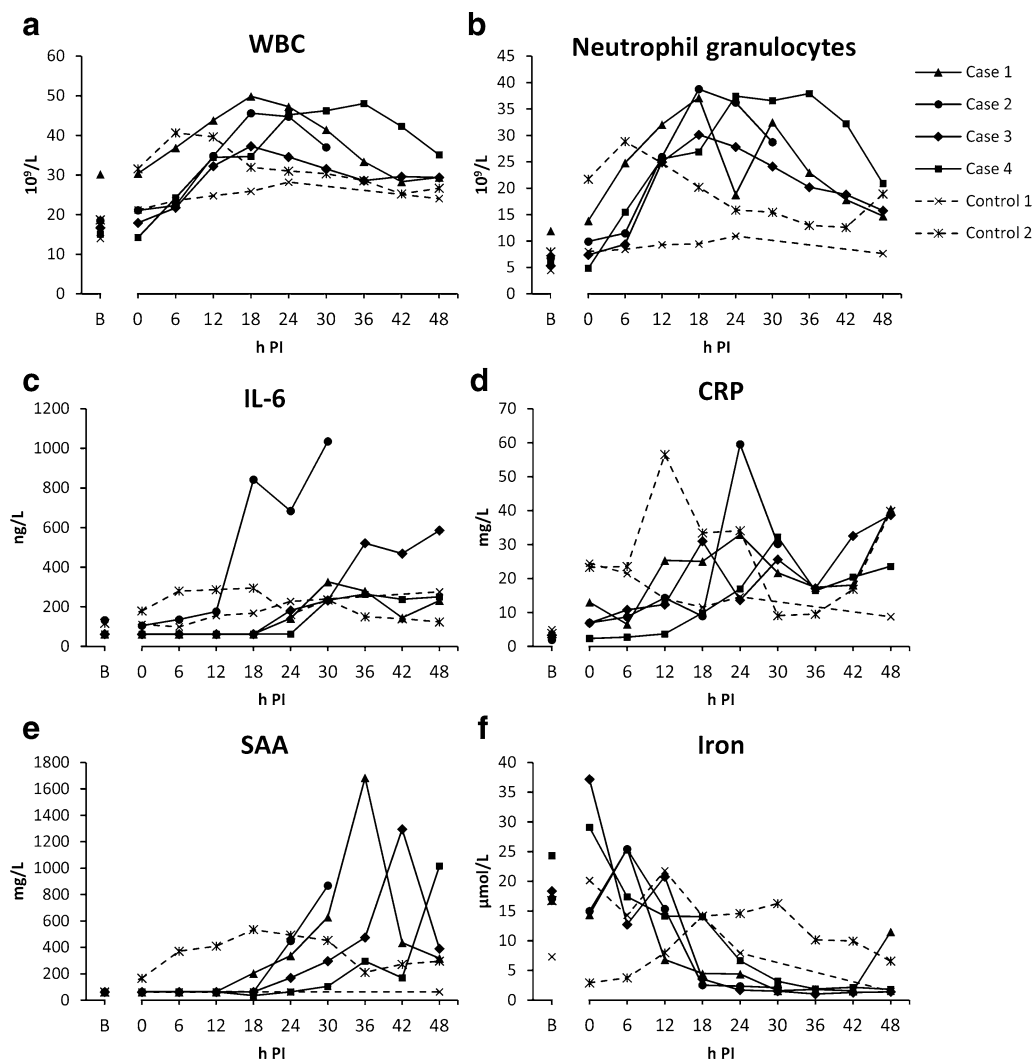 a
WBC
60
50
40
30
20
10
0
10⁹/L
B 0 6 12 18 24 30 36 42 48
h PI
b
Neutrophil granulocytes
45
40
35
30
25
20
15
10
5
0
10⁹/L
B 0 6 12 18 24 30 36 42 48
h PI
Case 1
Case 2
Case 3
Case 4
Control 1
Control 2
c
IL-6
1200
1000
800
600
400
200
0
ng/L
B 0 6 12 18 24 30 36 42 48
h PI
d
CRP
70
60
50
40
30
20
10
0
mg/L
B 0 6 12 18 24 30 36 42 48
h PI
e
SAA
1800
1600
1400
1200
1000
800
600
400
200
0
mg/L
B 0 6 12 18 24 30 36 42 48
h PI
f
Iron
40
35
30
25
20
15
10
5
0
µmol/L
B 0 6 12 18 24 30 36 42 48
h PI